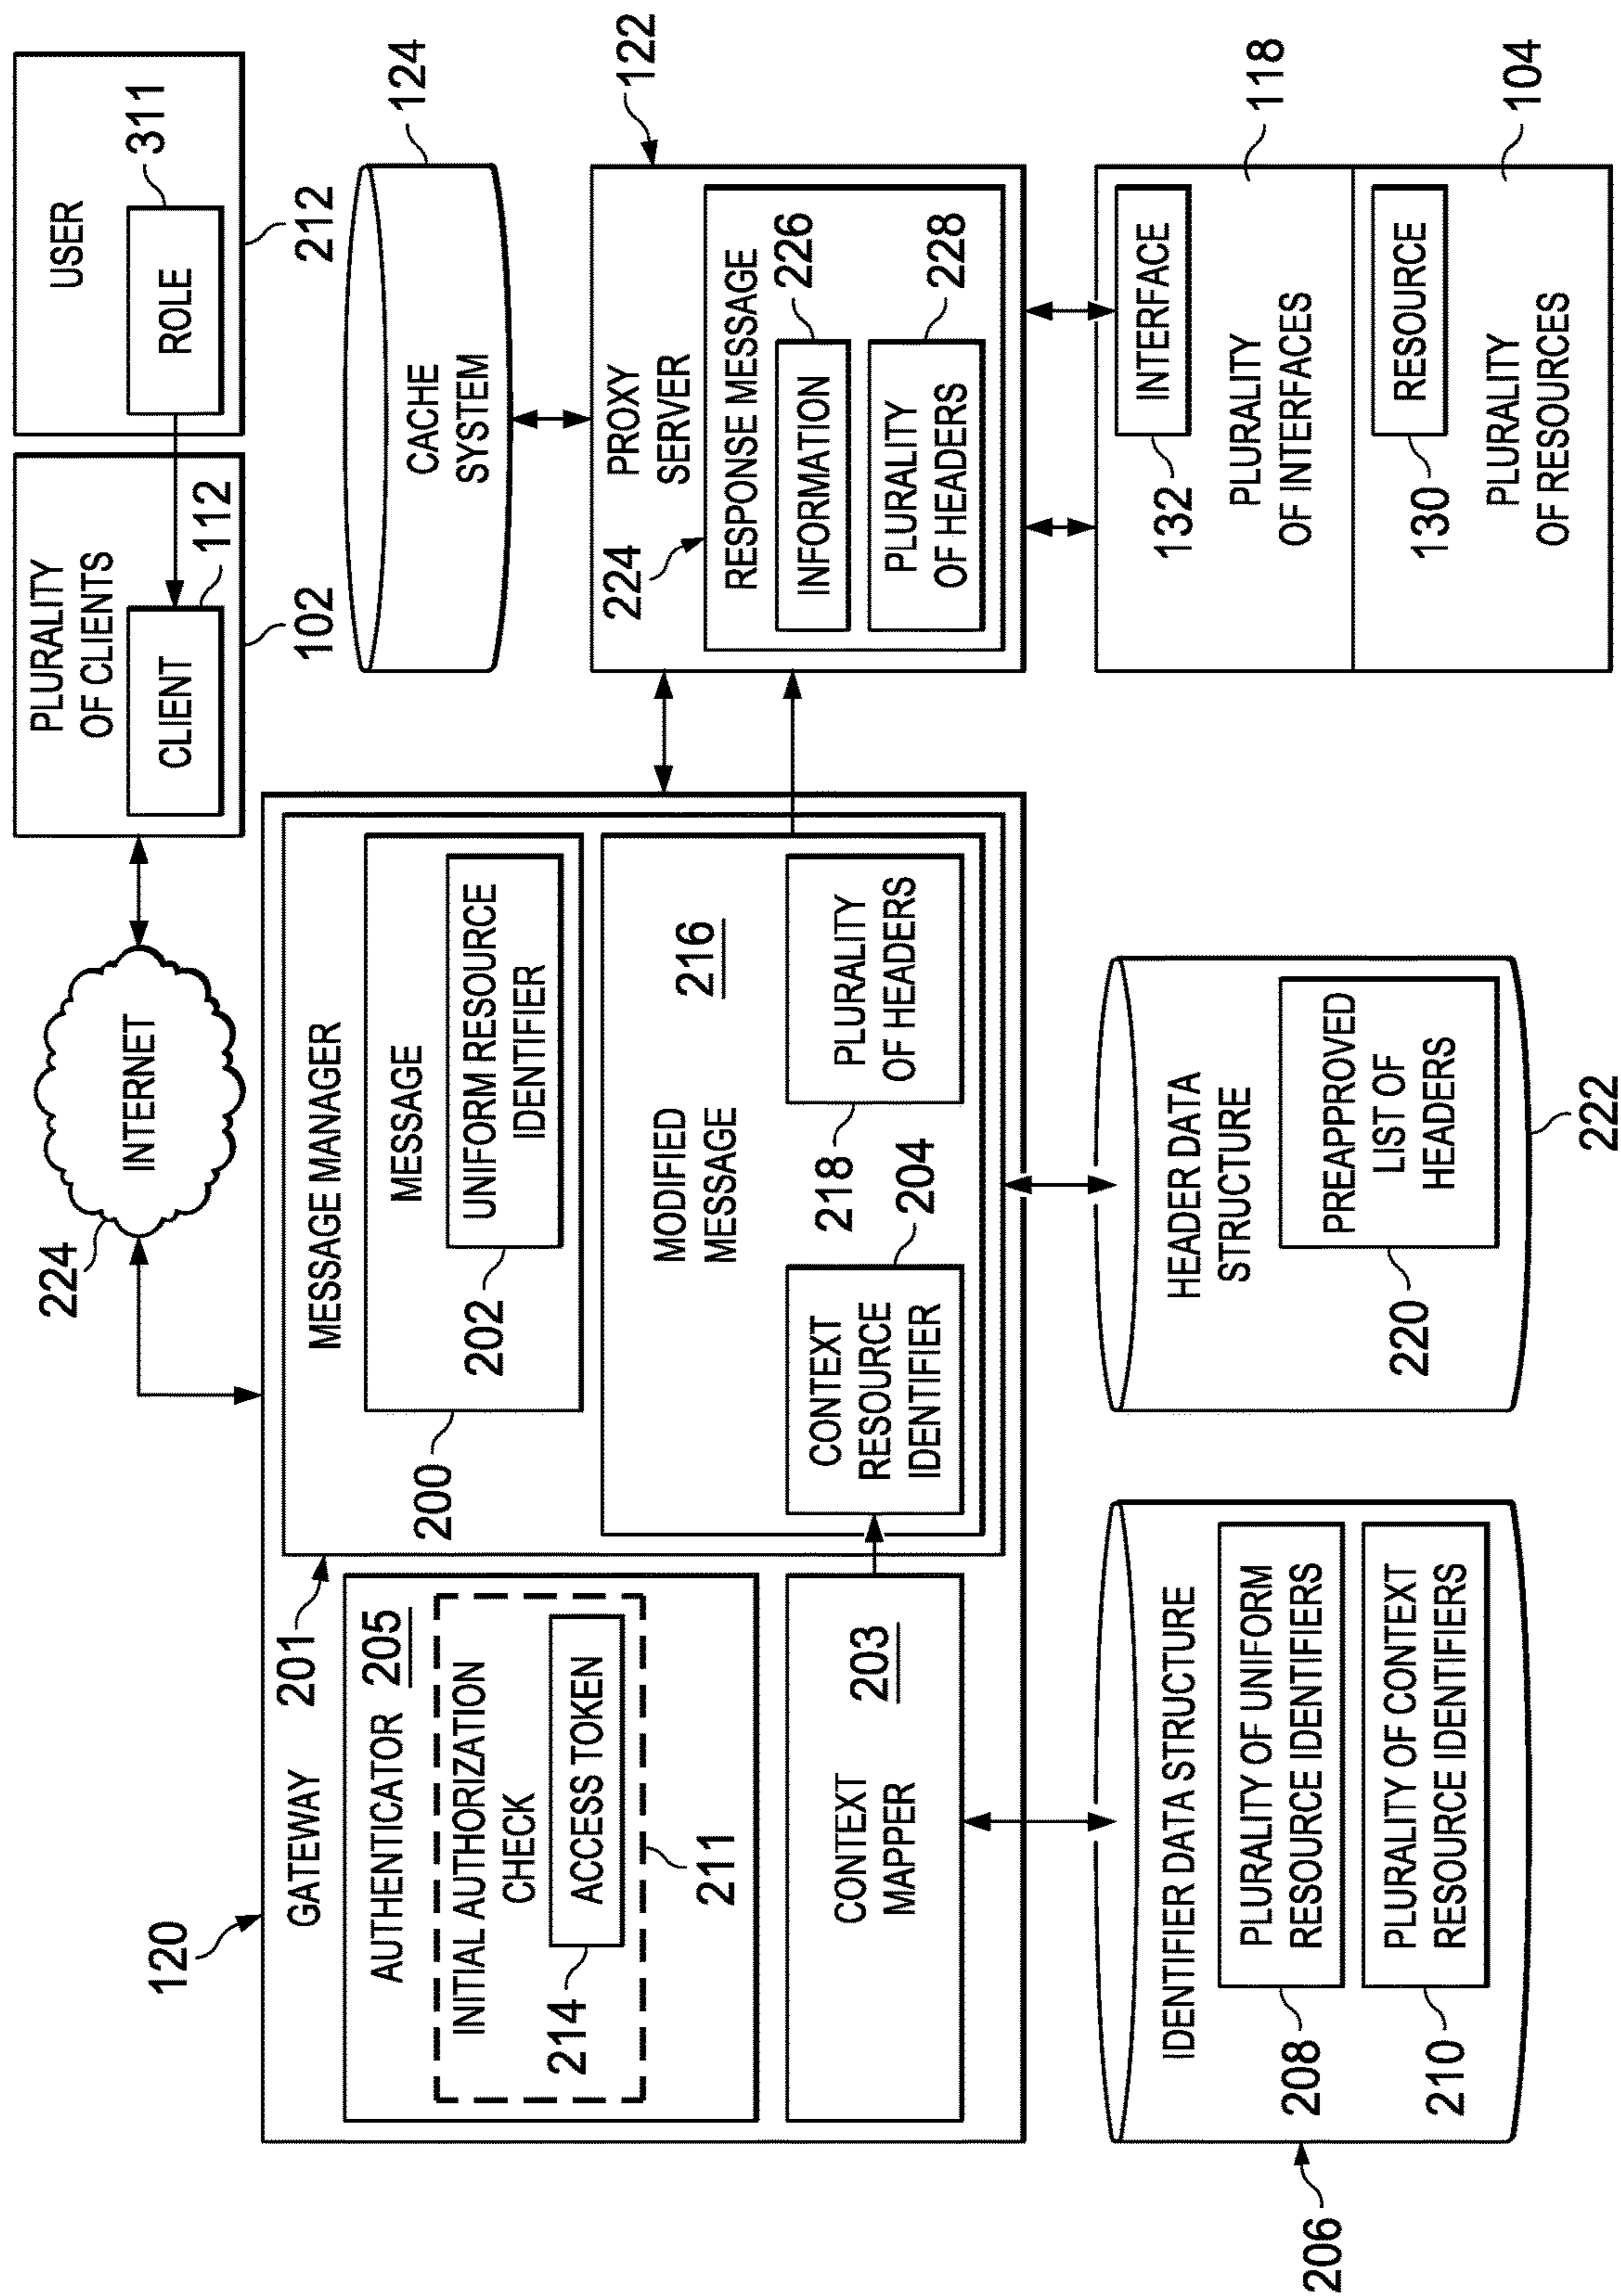 120
GATEWAY
201
AUTHENTICATOR 205
INITIAL AUTHORIZATION
CHECK
ACCESS TOKEN
214
211
CONTEXT
MAPPER
203
MESSAGE MANAGER
MESSAGE
UNIFORM RESOURCE
IDENTIFIER
202
200
MODIFIED
MESSAGE
216
PLURALITY
OF HEADERS
218
204
CONTEXT
RESOURCE
IDENTIFIER
224
INTERNET
PLURALITY
OF CLIENTS
112
CLIENT
102
USER
311
ROLE
212
124
CACHE
SYSTEM
122
PROXY
SERVER
224
RESPONSE MESSAGE
226
INFORMATION
228
PLURALITY
OF HEADERS
INTERFACE
132
118
PLURALITY
OF INTERFACES
RESOURCE
130
104
PLURALITY
OF RESOURCES
IDENTIFIER DATA STRUCTURE
PLURALITY OF UNIFORM
RESOURCE IDENTIFIERS
208
PLURALITY OF CONTEXT
RESOURCE IDENTIFIERS
210
206
HEADER DATA
STRUCTURE
PREAPPROVED
LIST OF
HEADERS
220
222